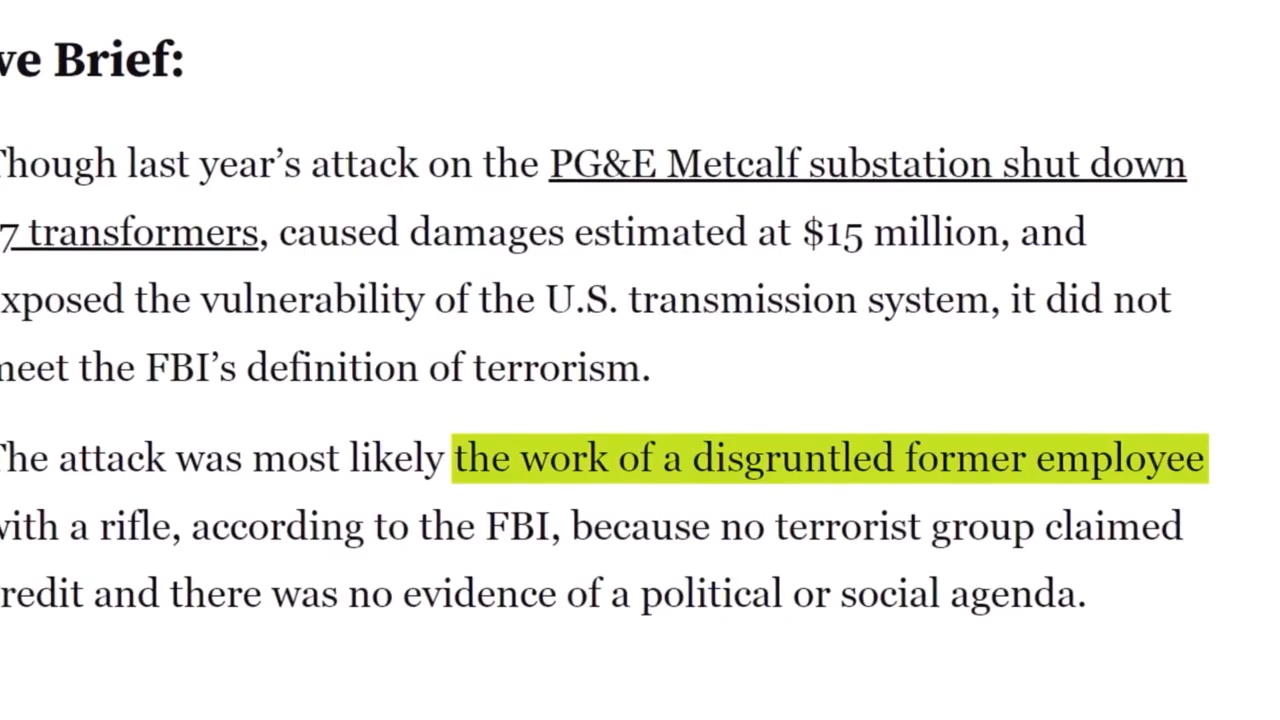 ve Brief:
Though last year’s attack on the PG&E Metcalf substation shut down
7 transformers, caused damages estimated at $15 million, and
xposed the vulnerability of the U.S. transmission system, it did not
meet the FBI’s definition of terrorism.
The attack was most likely the work of a disgruntled former employee
with a rifle, according to the FBI, because no terrorist group claimed
redit and there was no evidence of a political or social agenda.